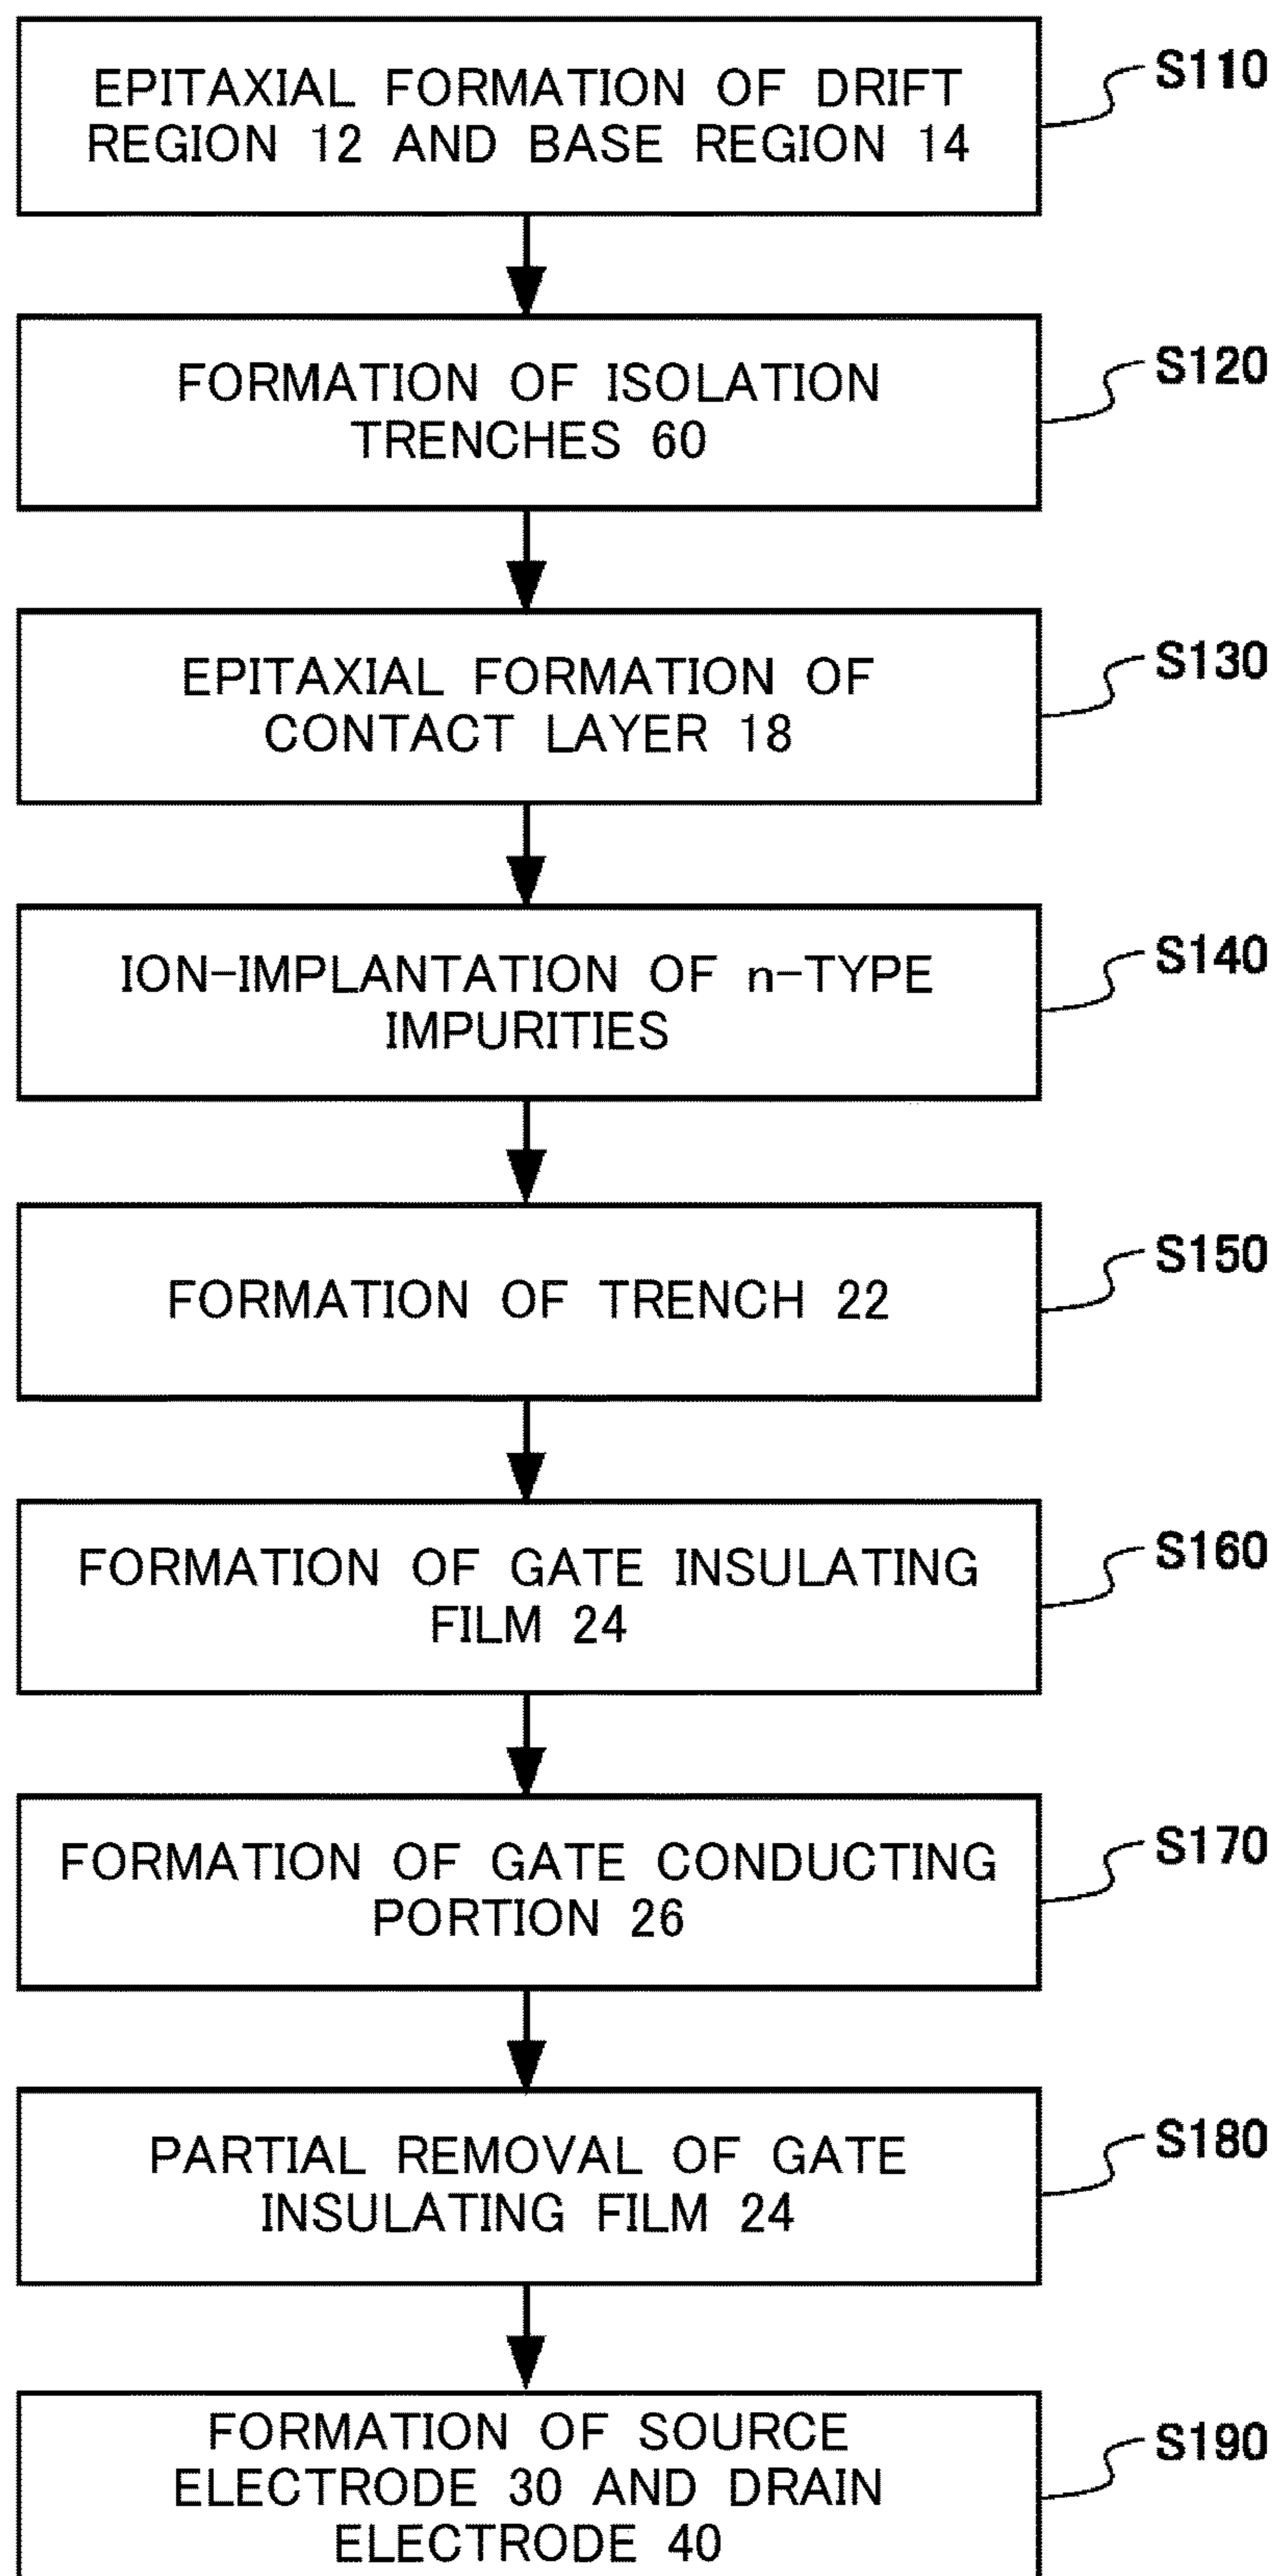 EPITAXIAL FORMATION OF DRIFT
REGION 12 AND BASE REGION 14
S110
FORMATION OF ISOLATION
TRENCHES 60
S120
EPITAXIAL FORMATION OF
CONTACT LAYER 18
S130
ION-IMPLANTATION OF n-TYPE
IMPURITIES
S140
FORMATION OF TRENCH 22
S150
FORMATION OF GATE INSULATING
FILM 24
S160
FORMATION OF GATE CONDUCTING
PORTION 26
S170
PARTIAL REMOVAL OF GATE
INSULATING FILM 24
S180
FORMATION OF SOURCE
ELECTRODE 30 AND DRAIN
ELECTRODE 40
S190